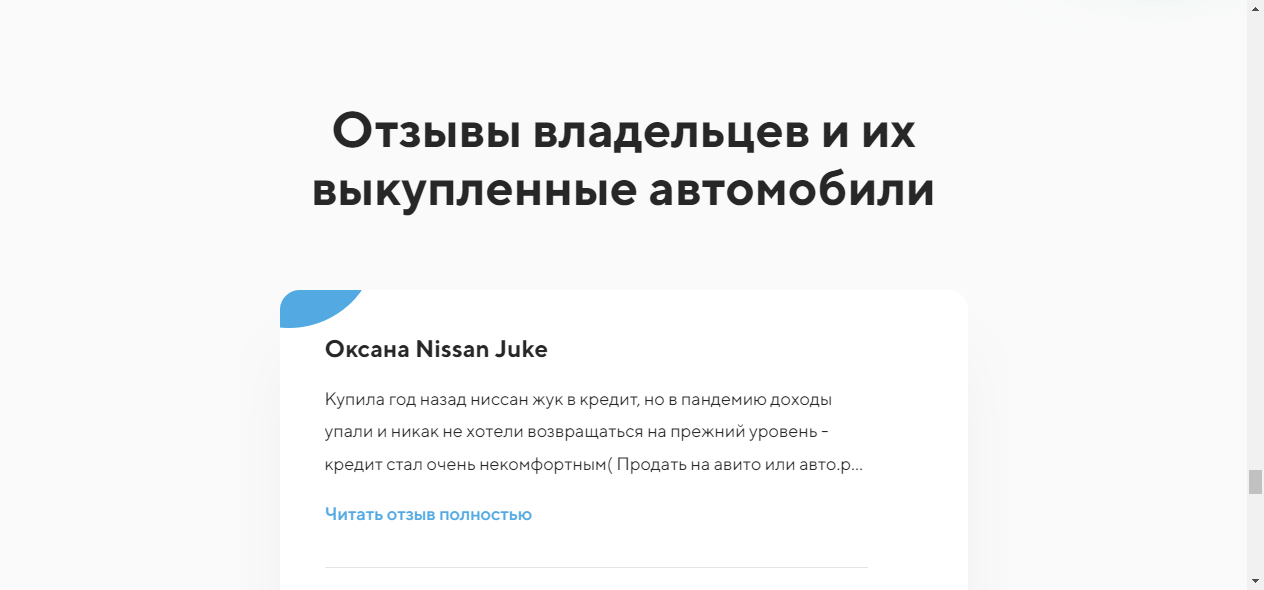 Отзывы владельцев и их
выкупленные автомобили
Оксана Nissan Juke
Купила год назад ниссан жук в кредит, но в пандемию доходы
упали и никак не хотели возвращаться на прежний уровень -
кредит стал очень некомфортным( Продать на авито или авто.р...
Читать отзыв полностью